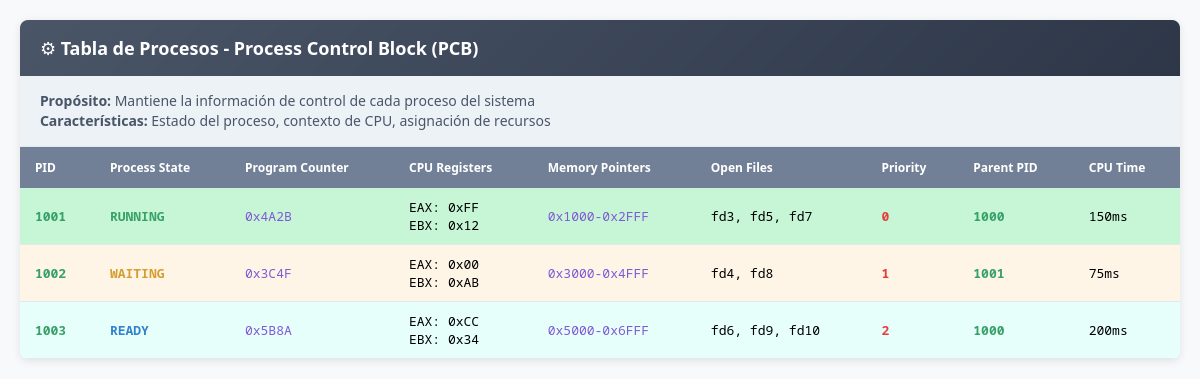 ⚙ Tabla de Procesos - Process Control Block (PCB)
Propósito: Mantiene la información de control de cada proceso del sistema
Características: Estado del proceso, contexto de CPU, asignación de recursos
PID Process State Program Counter CPU Registers Memory Pointers Open Files Priority Parent PID CPU Time
1001 RUNNING 0x4A2B EAX: 0xFF EBX: 0x12 0x1000-0x2FFF fd3, fd5, fd7 0 1000 150ms
1002 WAITING 0x3C4F EAX: 0x00 EBX: 0xAB 0x3000-0x4FFF fd4, fd8 1 1001 75ms
1003 READY 0x5B8A EAX: 0xCC EBX: 0x34 0x5000-0x6FFF fd6, fd9, fd10 2 1000 200ms